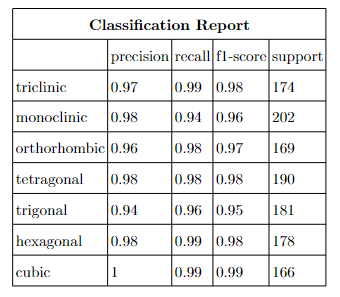 Classification Report
precision recall f1-score support
triclinic 0.97 0.99 0.98 174
monoclinic 0.98 0.94 0.96 202
orthorhombic 0.96 0.98 0.97 169
tetragonal 0.98 0.98 0.98 190
trigonal 0.94 0.96 0.95 181
hexagonal 0.98 0.99 0.98 178
cubic 1 0.99 0.99 166